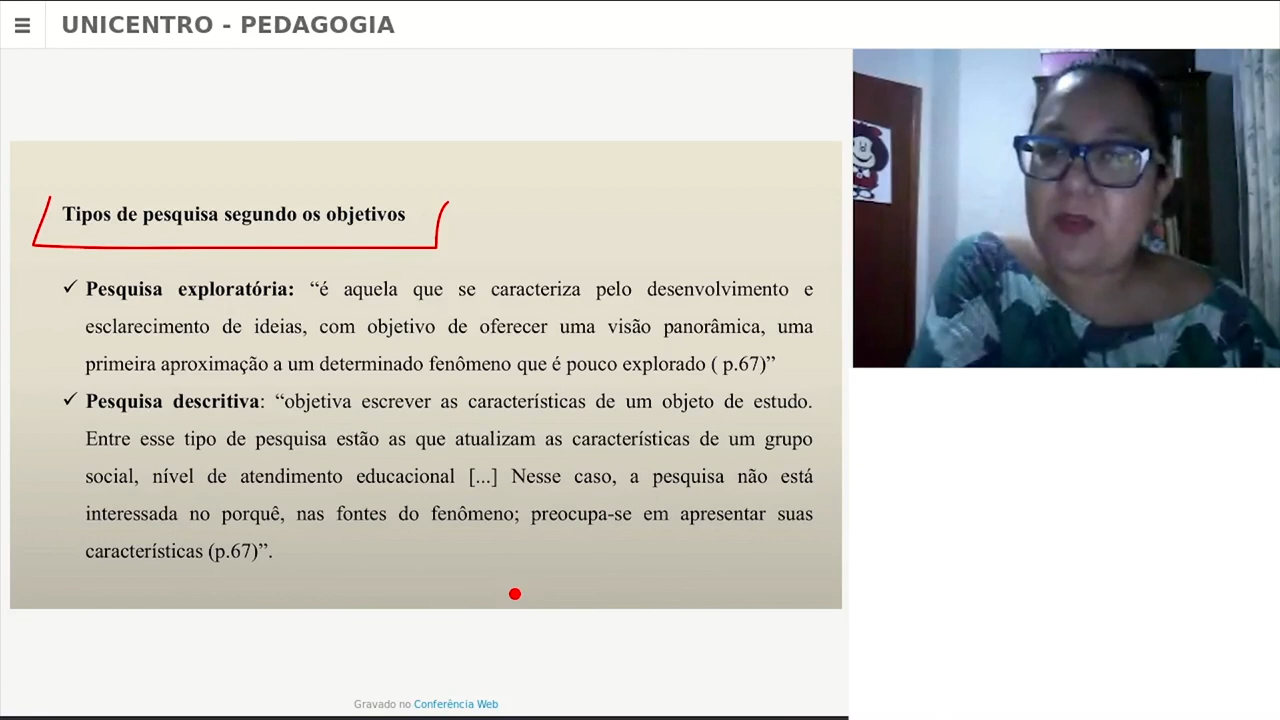 UNICENTRO - PEDAGOGIA
Tipos de pesquisa segundo os objetivos
✓ Pesquisa exploratória: “é aquela que se caracteriza pelo desenvolvimento e
esclarecimento de ideias, com objetivo de oferecer uma visão panorâmica, uma
primeira aproximação a um determinado fenômeno que é pouco explorado ( p.67)”
✓ Pesquisa descritiva: “objetiva escrever as características de um objeto de estudo.
Entre esse tipo de pesquisa estão as que atualizam as características de um grupo
social, nível de atendimento educacional [...] Nesse caso, a pesquisa não está
interessada no porquê, nas fontes do fenômeno; preocupa-se em apresentar suas
características (p.67)”.
Gravado no Conferência Web